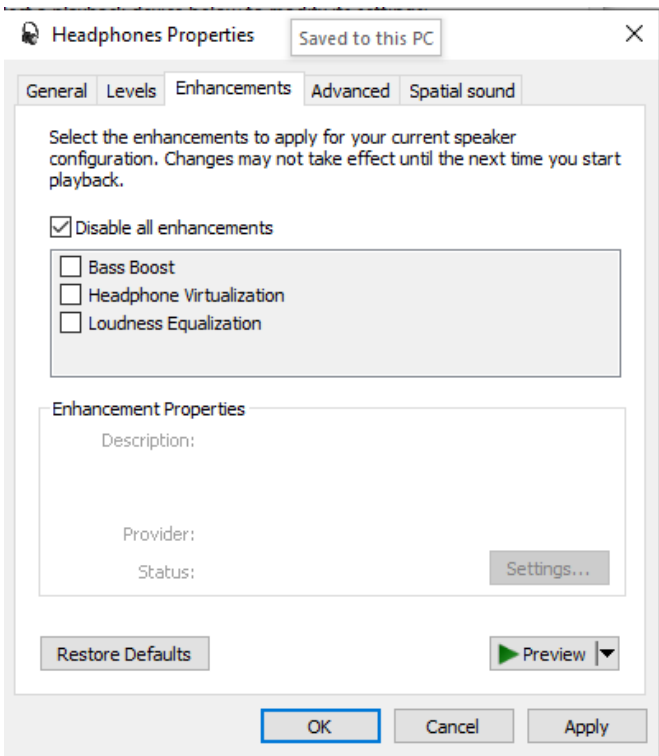 Headphones Properties
Saved to this PC
General Levels Enhancements Advanced Spatial sound
Select the enhancements to apply for your current speaker
configuration. Changes may not take effect until the next time you start
playback.
Disable all enhancements
Bass Boost
Headphone Virtualization
Loudness Equalization
Enhancement Properties
Description:
Provider:
Status:
Settings...
Restore Defaults
Preview
OK Cancel Apply